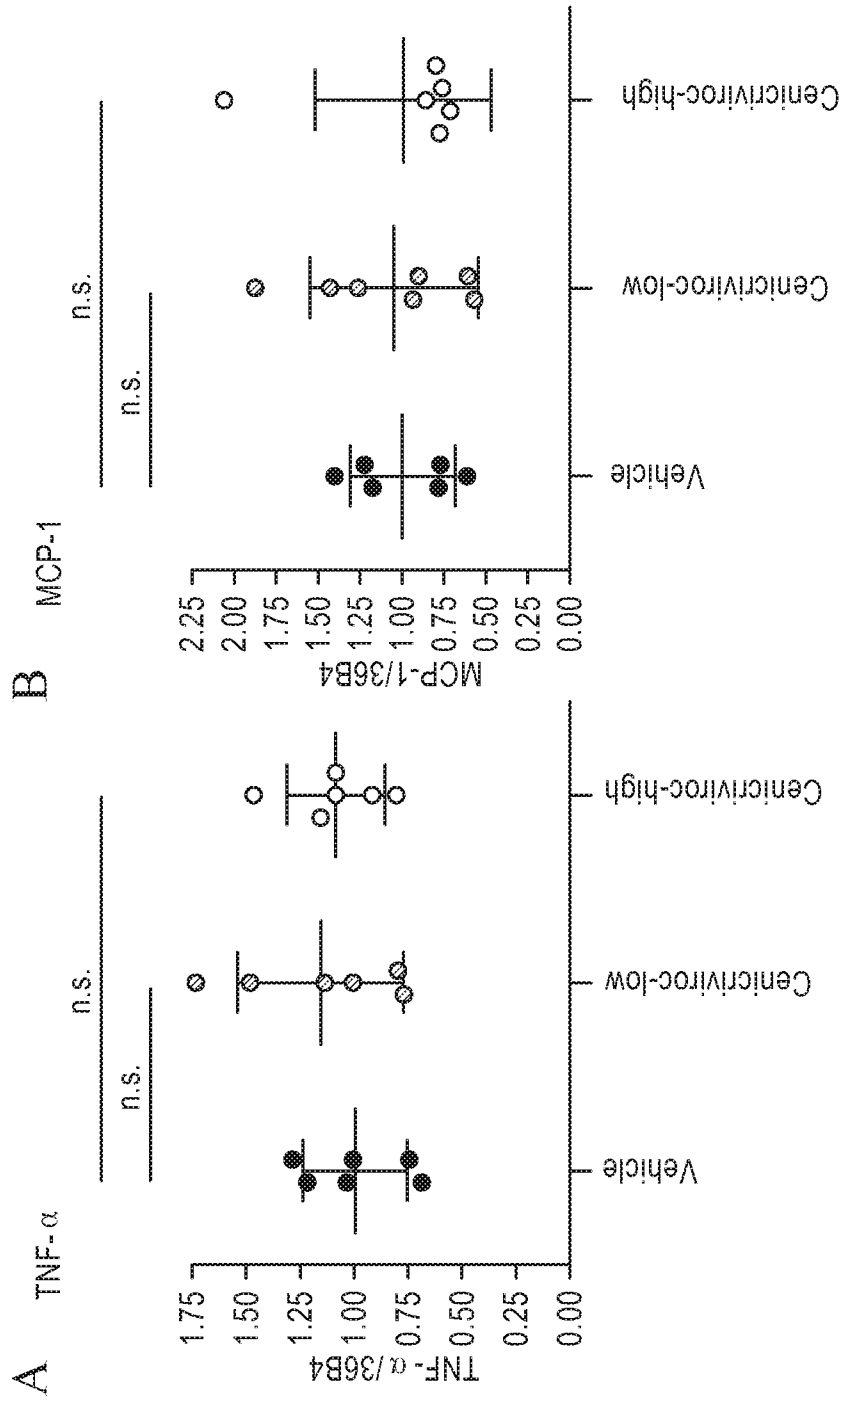 A
TNF- α
n.s.
n.s.
TNF- α/36B4
1.75
1.50
1.25
1.00
0.75
0.50
0.25
0.00
Vehicle
Cenicriviroc-low
Cenicriviroc-high
B
MCP-1
n.s.
n.s.
MCP-1/36B4
2.25
2.00
1.75
1.50
1.25
1.00
0.75
0.50
0.00
Vehicle
Cenicriviroc-low
Cenicriviroc-high